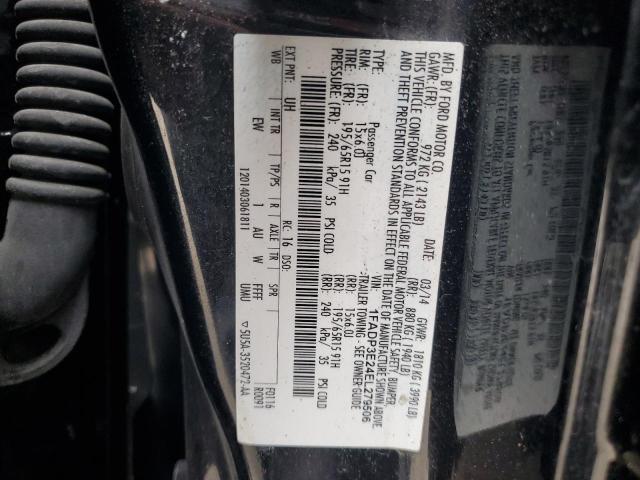 MFD. BY FORD MOTOR CO.
DATE: 03/14 GVWR: 1810 KG ( 3990 LB)
GAWR: (FR): 972 KG ( 2143 LB) (RR): 880 KG ( 1940 LB)
THIS VEHICLE CONFORMS TO ALL APPLICABLE FEDERAL MOTOR VEHICLE SAFETY, BUMPER,
AND THEFT PREVENTION STANDARDS IN EFFECT ON THE DATE OF MANUFACTURE SHOWN ABOVE.
VIN: 1FADP3E24EL279506
TYPE: Passenger Car -TRAILER TOWING - SEE OWNER GUIDE
RIM: (FR): 15x6.0J (RR): 15x6.0J
TIRE: (FR): 195/65R15 91H (RR): 195/65R15 91H
PRESSURE (FR): 240 kPa/ 35 PSI COLD (RR): 240 kPa/ 35 PSI COLD
EXT PNT: UH RC: 16 DSO: F0116
WB INT TR TP/PS R AXLE TR SPR R0091
EW 1 AU W FFFF UMU
1201403061811 ▽5U5A-3520472-AA